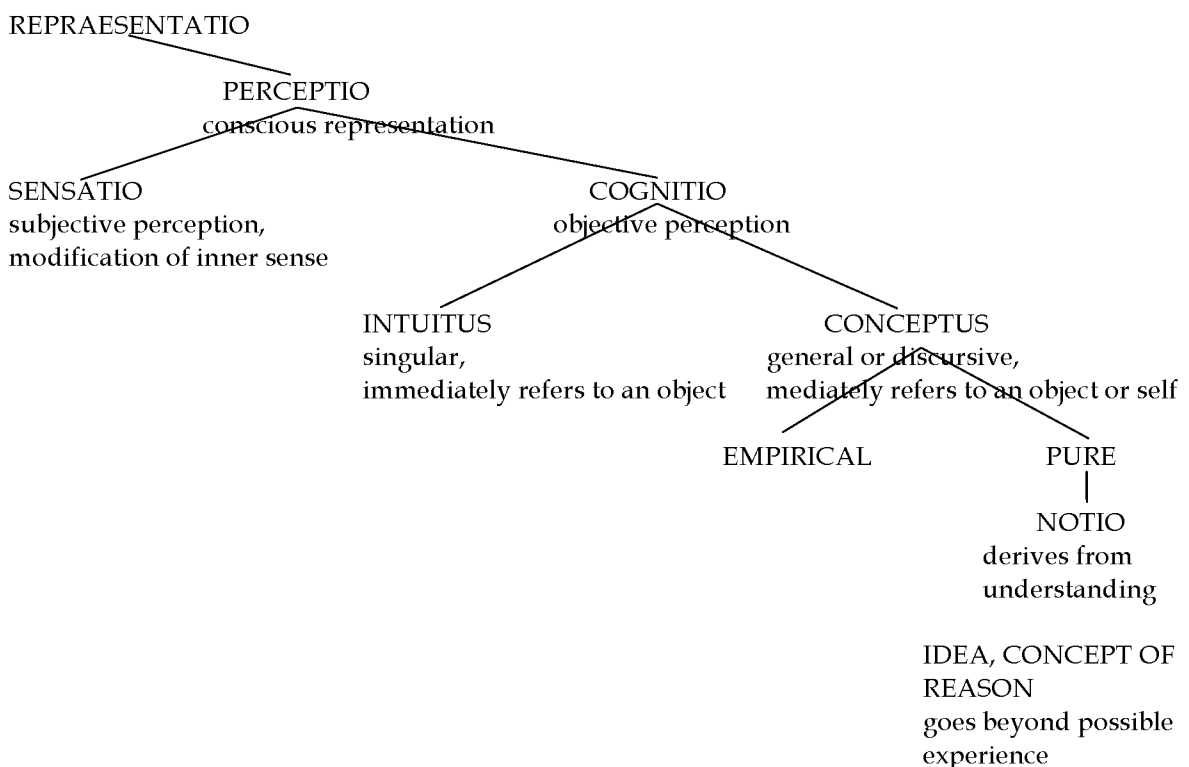 REPRAESENTATIO
PERCEPTIO
conscious representation
SENSATIO
subjective perception,
modification of inner sense
COGNITIO
objective perception
INTUITUS
singular,
immediately refers to an object
CONCEPTUS
general or discursive,
mediately refers to an object or self
EMPIRICAL
PURE
NOTIO
derives from
understanding
IDEA, CONCEPT OF
REASON
goes beyond possible
experience